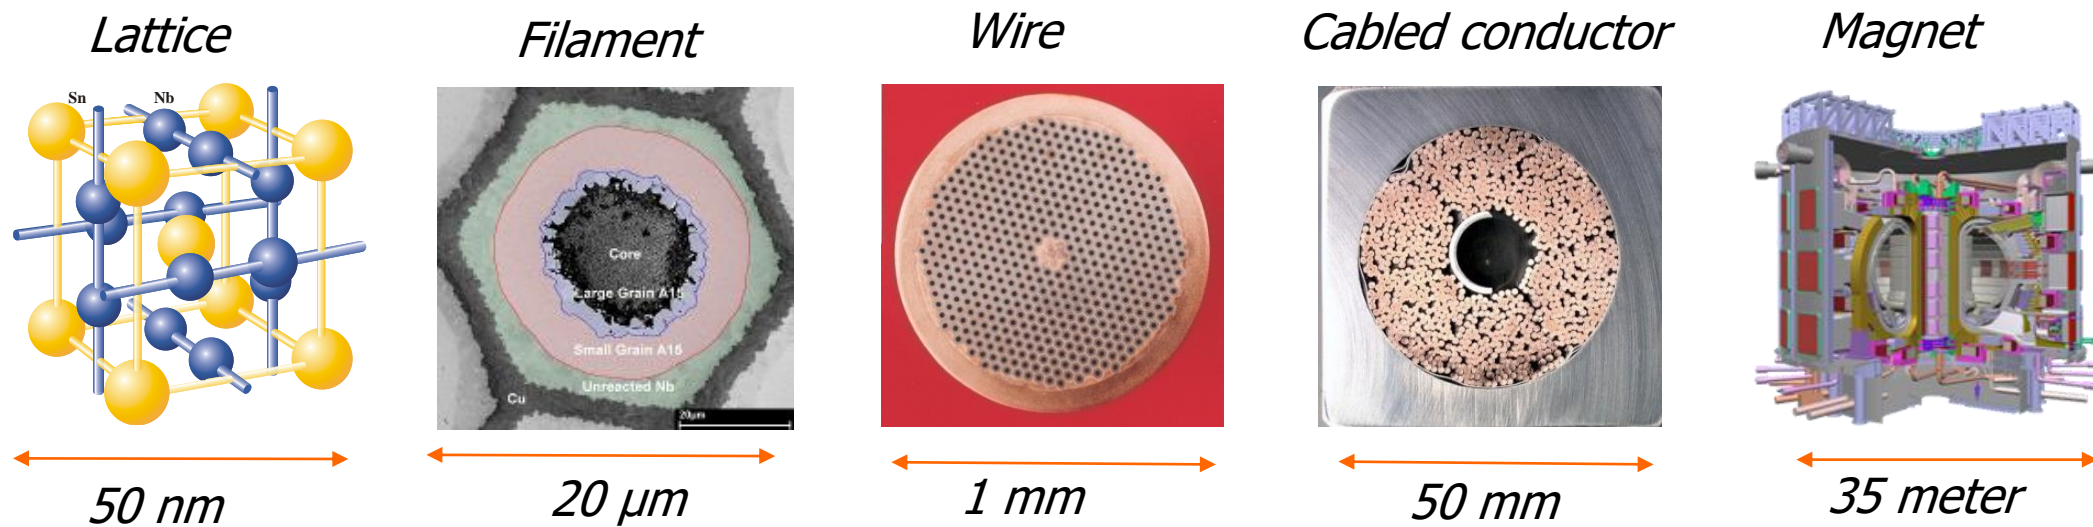 Lattice
Filament
Wire
Cabled conductor
Magnet
Sn
Nb
Core
Large Grain A15
Small Grain A15
Unreacted Nb
Cu
20µm
50 nm
20 µm
1 mm
50 mm
35 meter